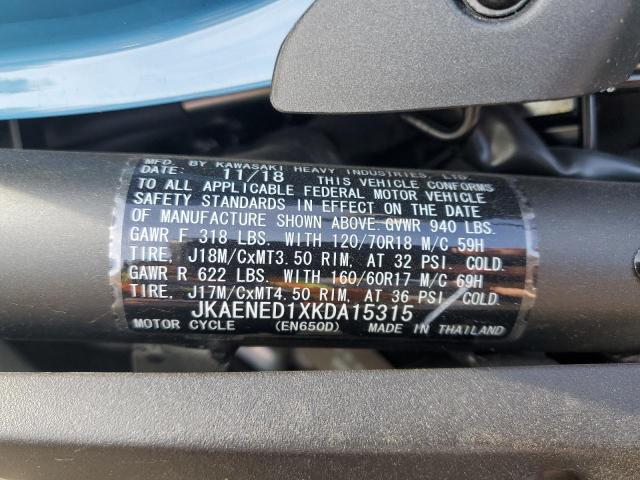 MFD. BY KAWASAKI HEAVY INDUSTRIES, LTD.
DATE: 11/18 THIS VEHICLE CONFORMS
TO ALL APPLICABLE FEDERAL MOTOR VEHICLE
SAFETY STANDARDS IN EFFECT ON THE DATE
OF MANUFACTURE SHOWN ABOVE.GVWR 940 LBS.
GAWR F 318 LBS. WITH 120/70R18 M/C 59H
TIRE, J18M/CxMT3.50 RIM, AT 32 PSI. COLD.
GAWR R 622 LBS. WITH 160/60R17 M/C 69H
TIRE, J17M/CxMT4.50 RIM, AT 36 PSI. COLD.
JKAENED1XKDA15315
MOTOR CYCLE (EN650D) MADE IN THAILAND